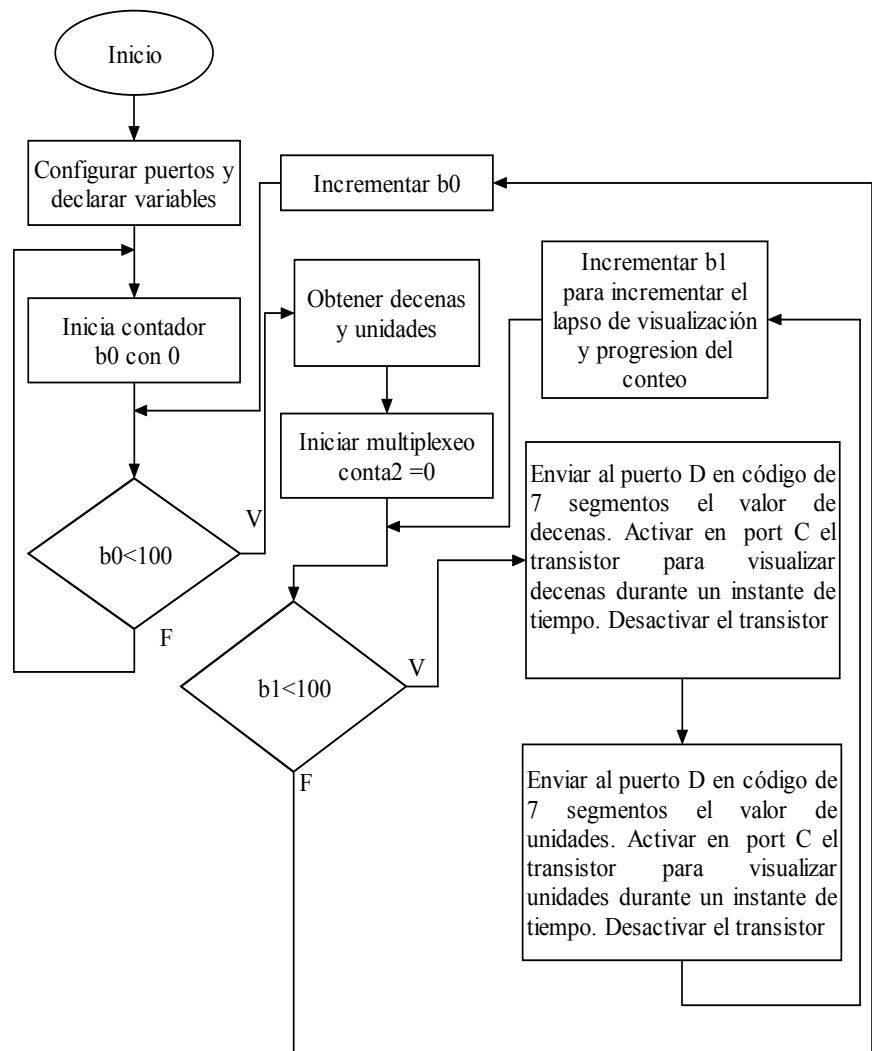 Inicio
Configurar puertos y
declarar variables
Incrementar b0
Inicia contador
b0 con 0
Obtener decenas
y unidades
Incrementar b1
para incrementar el
lapso de visualización
y progresion del
conteo
Iniciar multiplexeo
conta2 =0
b0<100
V
F
b1<100
V
F
Enviar al puerto D en código de
7 segmentos el valor de
decenas. Activar en port C el
transistor para visualizar
decenas durante un instante de
tiempo. Desactivar el transistor
Enviar al puerto D en código de
7 segmentos el valor de
unidades. Activar en port C el
transistor para visualizar
unidades durante un instante de
tiempo. Desactivar el transistor